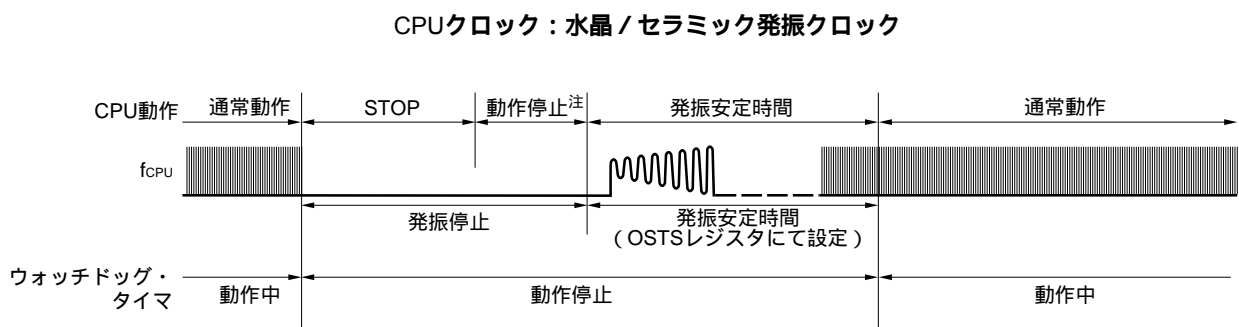 CPUクロック：水晶／セラミック発振クロック
CPU動作 通常動作 STOP 動作停止注 発振安定時間 通常動作
fCPU
発振停止 発振安定時間
（OSTSレジスタにて設定）
ウォッチドッグ・
タイマ 動作中 動作停止 動作中